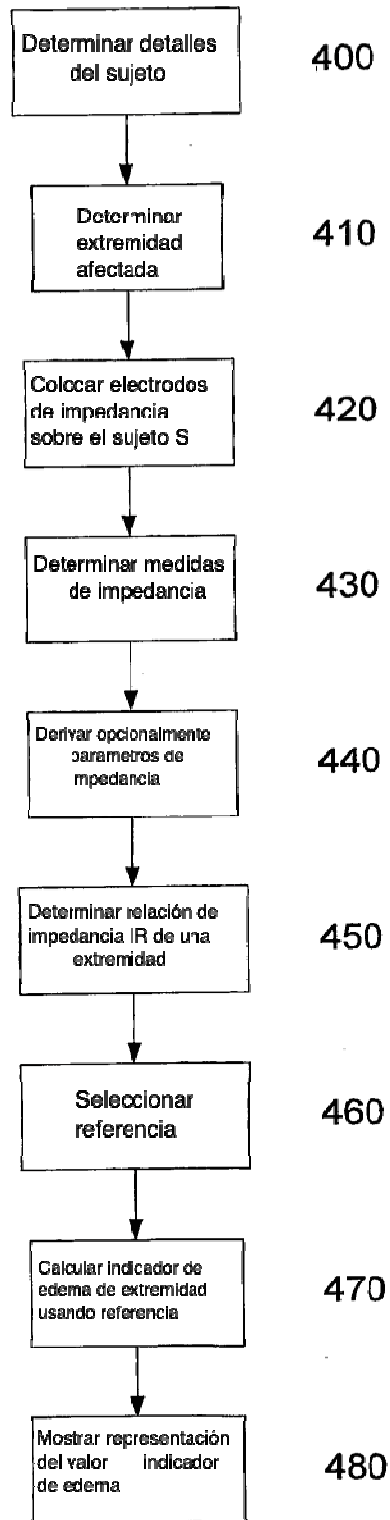 Determinar detalles
del sujeto
400
Determinar
extremidad
afectada
410
Colocar electrodos
de impedancia
sobre el sujeto S
420
Determinar medidas
de impedancia
430
Derivar opcionalmente
parametros de
mpedancia
440
Determinar relación de
impedancia IR de una
extremidad
450
Seleccionar
referencia
460
Calcular indicador de
edema de extremidad
usando referencia
470
Mostrar representación
del valor indicador
de edema
480